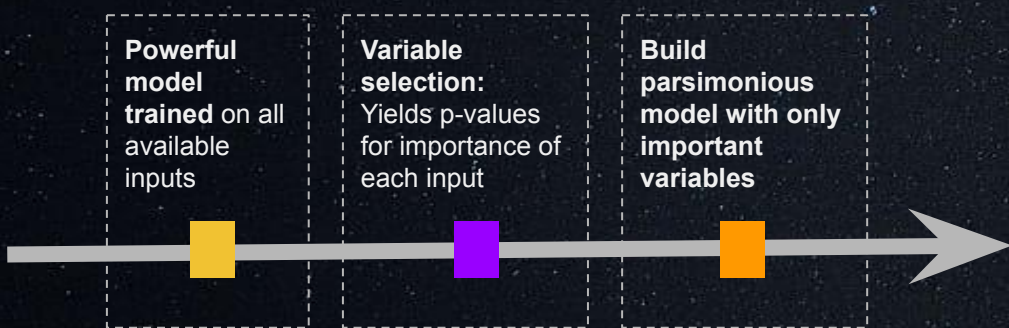 Powerful
model
trained on all
available
inputs
Variable
selection:
Yields p-values
for importance of
each input
Build
parsimonious
model with only
important
variables